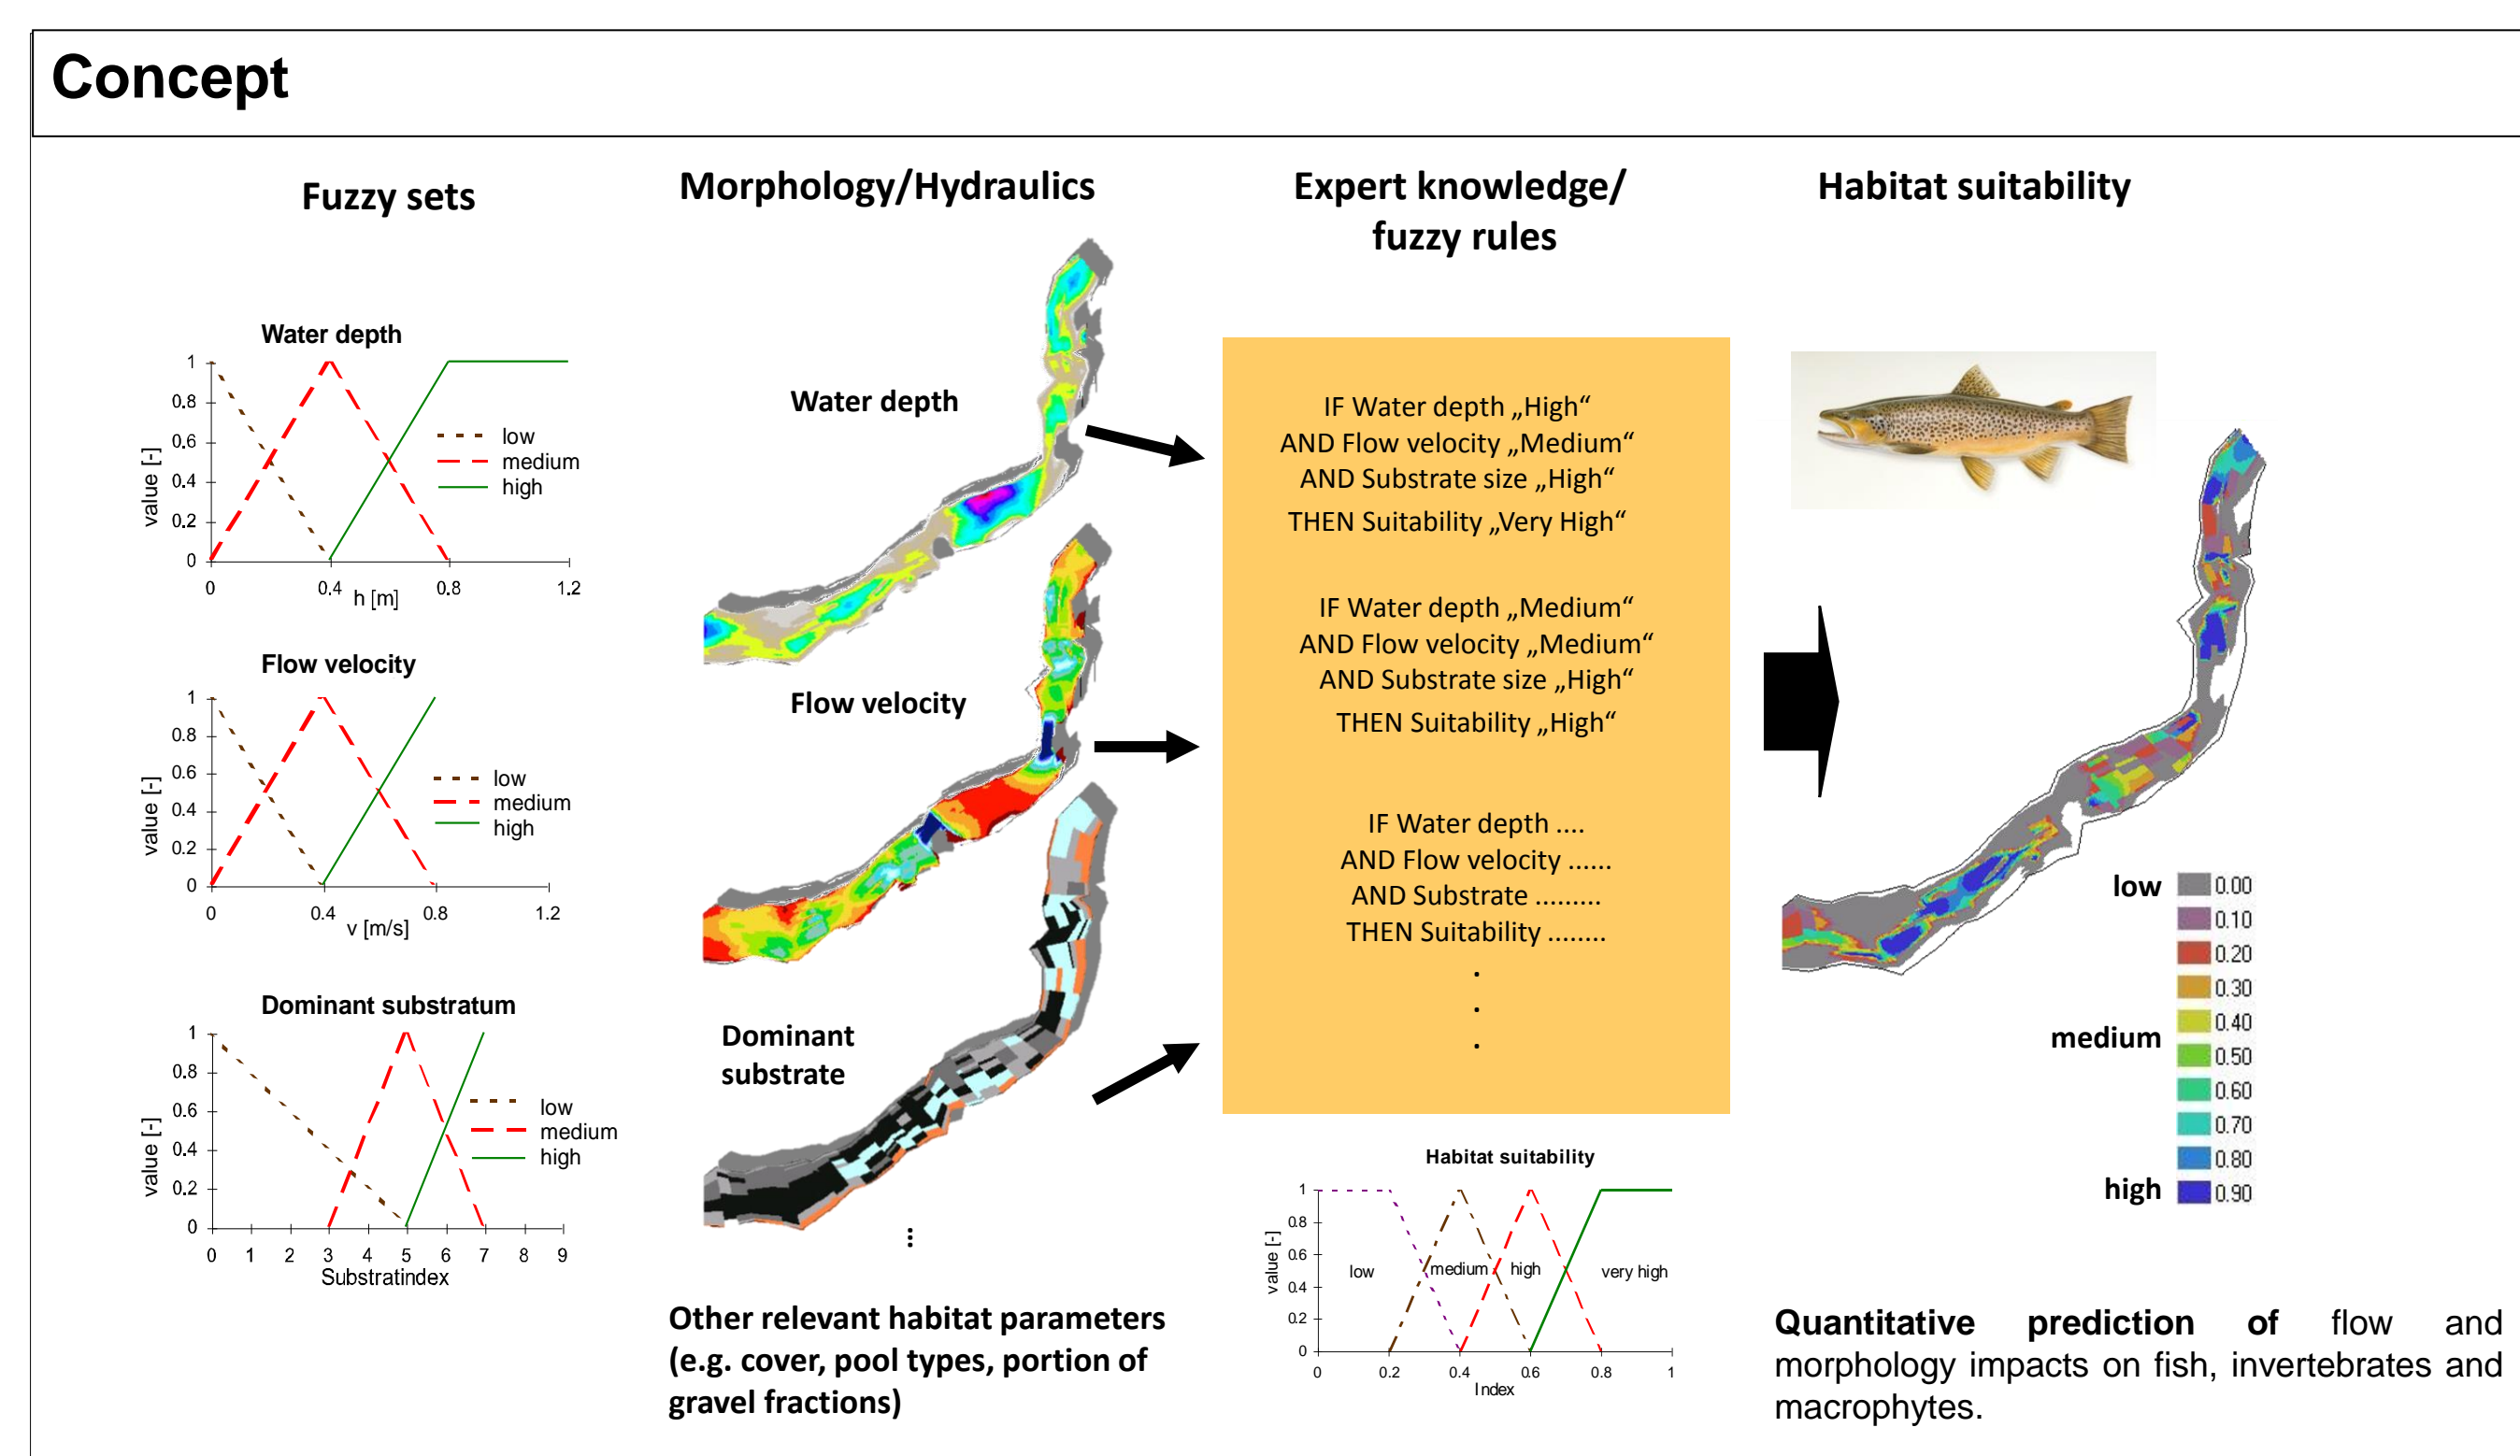 Concept
Fuzzy sets
Water depth
1
0.8
0.6
0.4
0.2
0
value [-]
0
0.4
0.8
1.2
h [m]
low
medium
high
Flow velocity
1
0.8
0.6
0.4
0.2
0
value [-]
0
0.4
0.8
1.2
v [m/s]
low
medium
high
Dominant substratum
1
0.8
0.6
0.4
0.2
0
value [-]
0 1 2 3 4 5 6 7 8 9
Substratindex
low
medium
high
Morphology/Hydraulics
Water depth
Flow velocity
Dominant
substrate
...
Other relevant habitat parameters
(e.g. cover, pool types, portion of
gravel fractions)
Expert knowledge/
fuzzy rules
IF Water depth „High“
AND Flow velocity „Medium“
AND Substrate size „High“
THEN Suitability „Very High“
IF Water depth „Medium“
AND Flow velocity „Medium“
AND Substrate size „High“
THEN Suitability „High“
IF Water depth ....
AND Flow velocity ......
AND Substrate .........
THEN Suitability ........
.
.
.
Habitat suitability
1
0.8
0.6
0.4
0.2
0
value [-]
low
medium
high
very high
0 0.2 0.4 0.6 0.8 1
Index
Habitat suitability
low 0.00
0.10
0.20
0.30
0.40
medium 0.50
0.60
0.70
0.80
high 0.90
Quantitative prediction of flow and
morphology impacts on fish, invertebrates and
macrophytes.